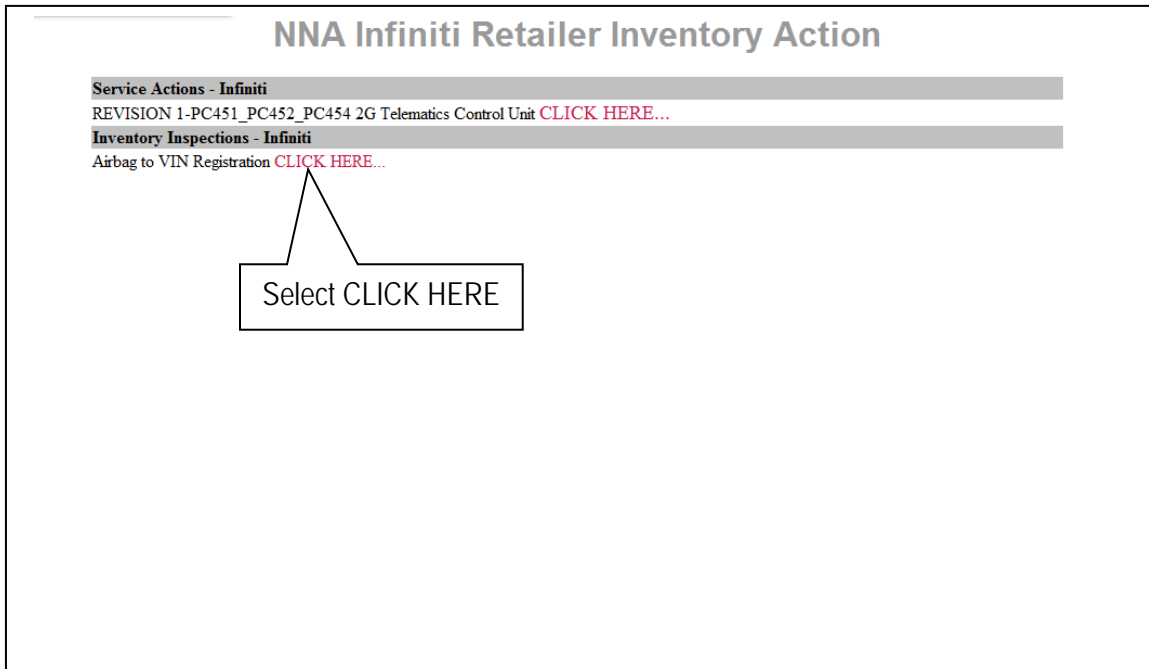 NNA Infiniti Retailer Inventory Action
Service Actions - Infiniti
REVISION 1-PC451_PC452_PC454 2G Telematics Control Unit CLICK HERE...
Inventory Inspections - Infiniti
Airbag to VIN Registration CLICK HERE...
Select CLICK HERE